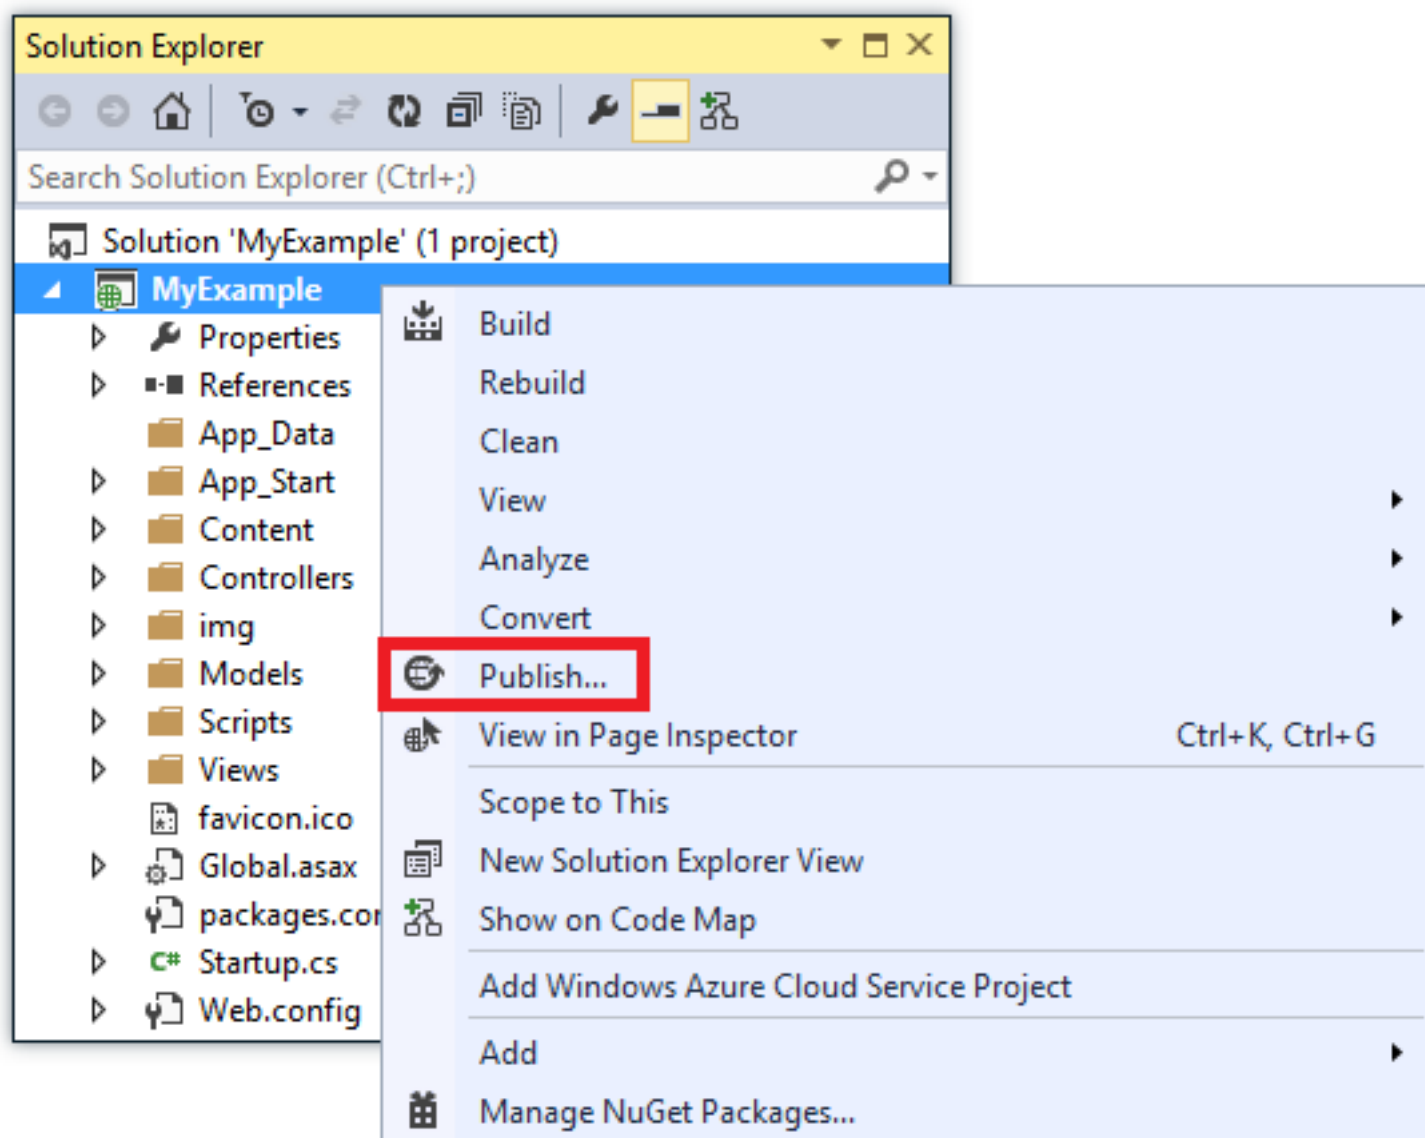 Solution Explorer
Search Solution Explorer (Ctrl+;)
Solution 'MyExample' (1 project)
MyExample
Properties
References
App_Data
App_Start
Content
Controllers
img
Models
Scripts
Views
favicon.ico
Global.asax
packages.con
C# Startup.cs
Web.config
Build
Rebuild
Clean
View
Analyze
Convert
Publish...
View in Page Inspector Ctrl+K, Ctrl+G
Scope to This
New Solution Explorer View
Show on Code Map
Add Windows Azure Cloud Service Project
Add
Manage NuGet Packages...